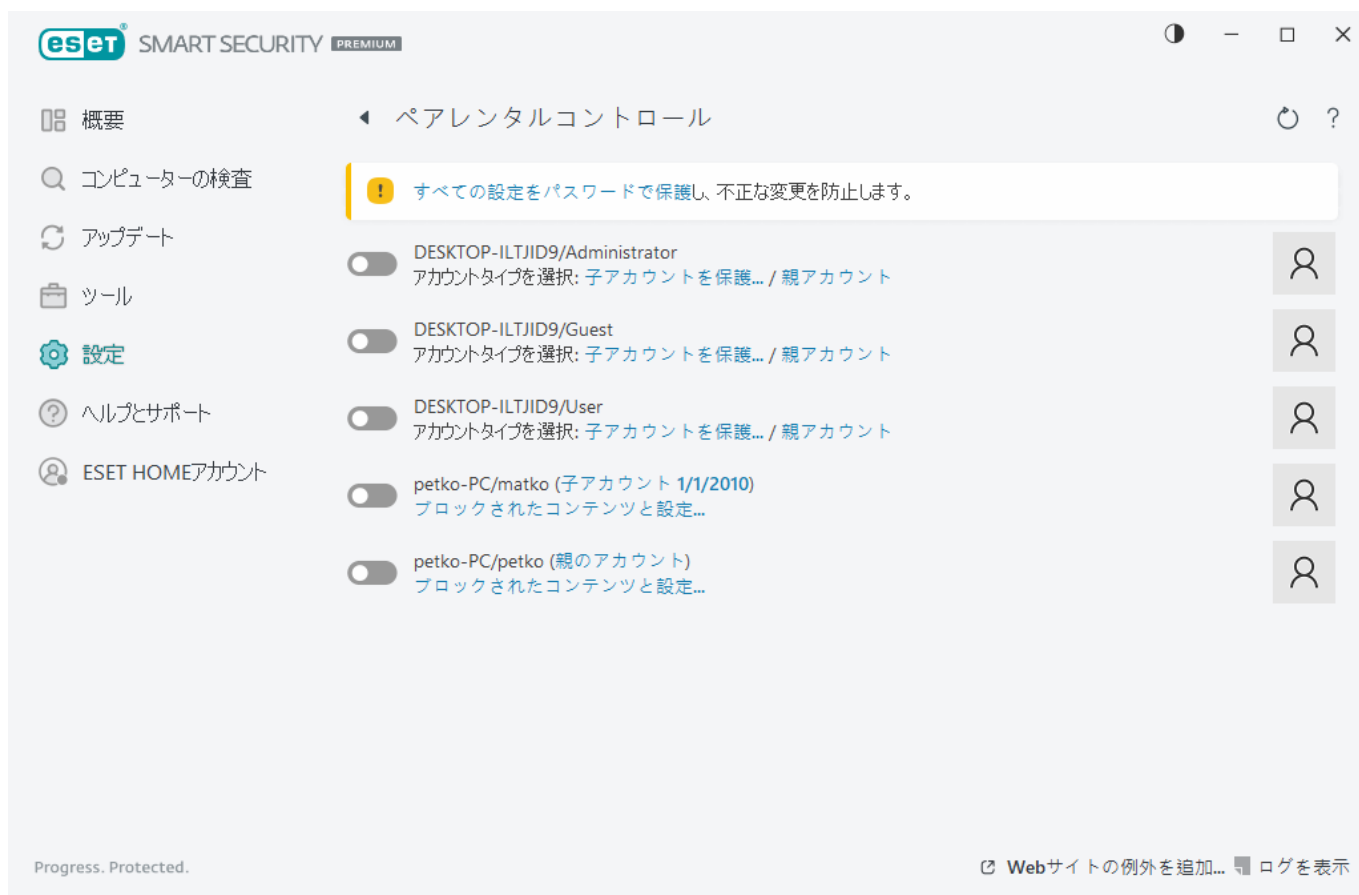 eset® SMART SECURITY PREMIUM
概要
コンピューターの検査
アップデート
ツール
設定
ヘルプとサポート
ESET HOMEアカウント
ペアレンタルコントロール
?
すべての設定をパスワードで保護し、不正な変更を防止します。
DESKTOP-ILTJID9/Administrator
アカウントタイプを選択: 子アカウントを保護... / 親アカウント
DESKTOP-ILTJID9/Guest
アカウントタイプを選択: 子アカウントを保護... / 親アカウント
DESKTOP-ILTJID9/User
アカウントタイプを選択: 子アカウントを保護... / 親アカウント
petko-PC/matko (子アカウント 1/1/2010)
ブロックされたコンテンツと設定...
petko-PC/petko (親のアカウント)
ブロックされたコンテンツと設定...
Progress. Protected.
Webサイトの例外を追加... ログを表示